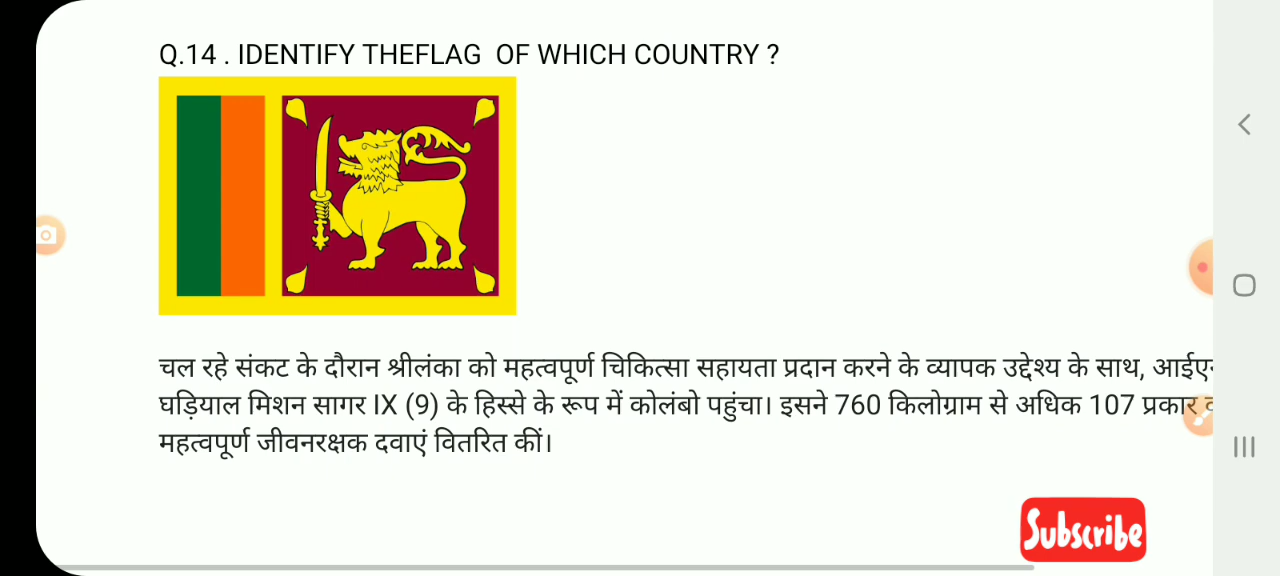 Q.14 . IDENTIFY THEFLAG OF WHICH COUNTRY ?
चल रहे संकट के दौरान श्रीलंका को महत्वपूर्ण चिकित्सा सहायता प्रदान करने के व्यापक उद्देश्य के साथ,
घड़ियाल मिशन सागर IX (9) के हिस्से के रूप में कोलंबो पहुंचा। इसने 760 किलोग्राम से अधिक 107 प्रकार
महत्वपूर्ण जीवनरक्षक दवाएं वितरित कीं।
Subscribe